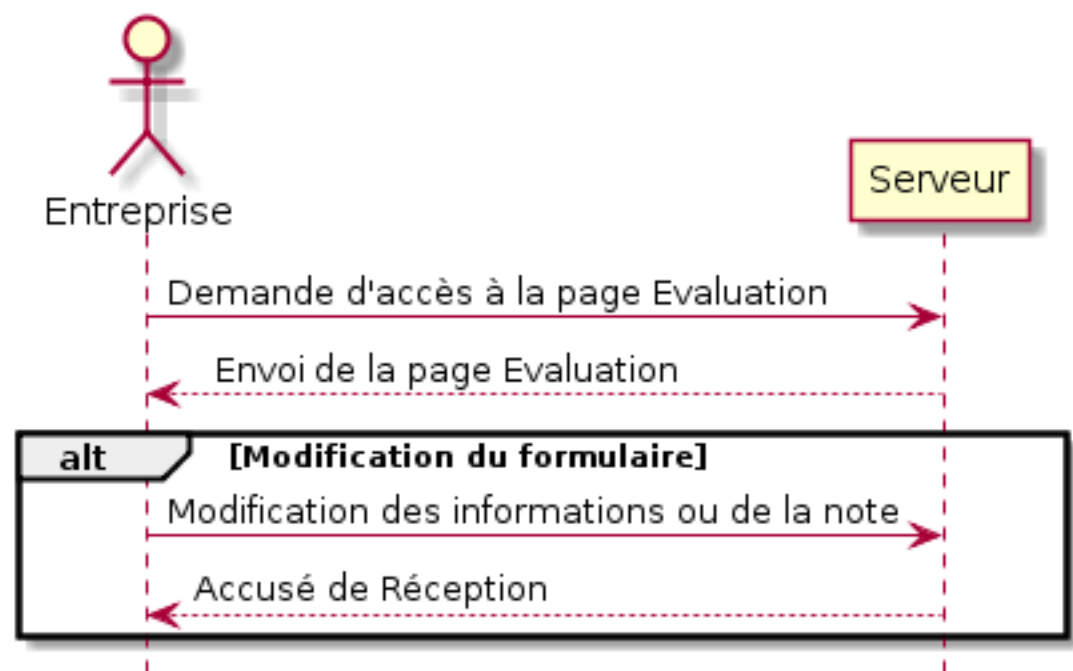 Entreprise
Serveur
Demande d'accès à la page Evaluation
Envoi de la page Evaluation
alt [Modification du formulaire]
Modification des informations ou de la note
Accusé de Réception